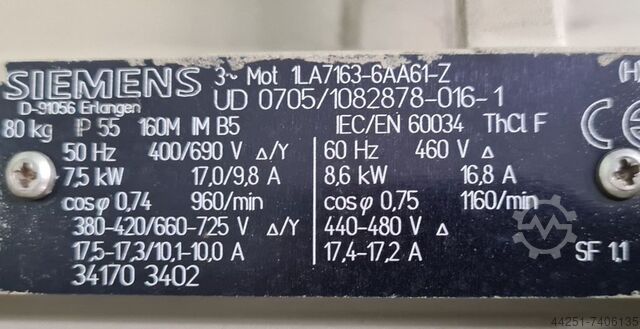 SIEMENS 3~ Mot 1LA7163-6AA61-Z (H
D-91056 Erlangen UD 0705/1082878-016-1
80 kg IP 55 160M IM B5 IEC/EN 60034 ThCl F
50 Hz 400/690 V Δ/Y 60 Hz 460 V Δ
7,5 kW 17,0/9,8 A 8,6 kW 16,8 A
cosφ 0,74 960/min cosφ 0,75 1160/min
380-420/660-725 V Δ/Y 440-480 V Δ
17,5-17,3/10,1-10,0 A 17,4-17,2 A SF 1,1
34170 3402
CE
Machineseeker
44251-7406135